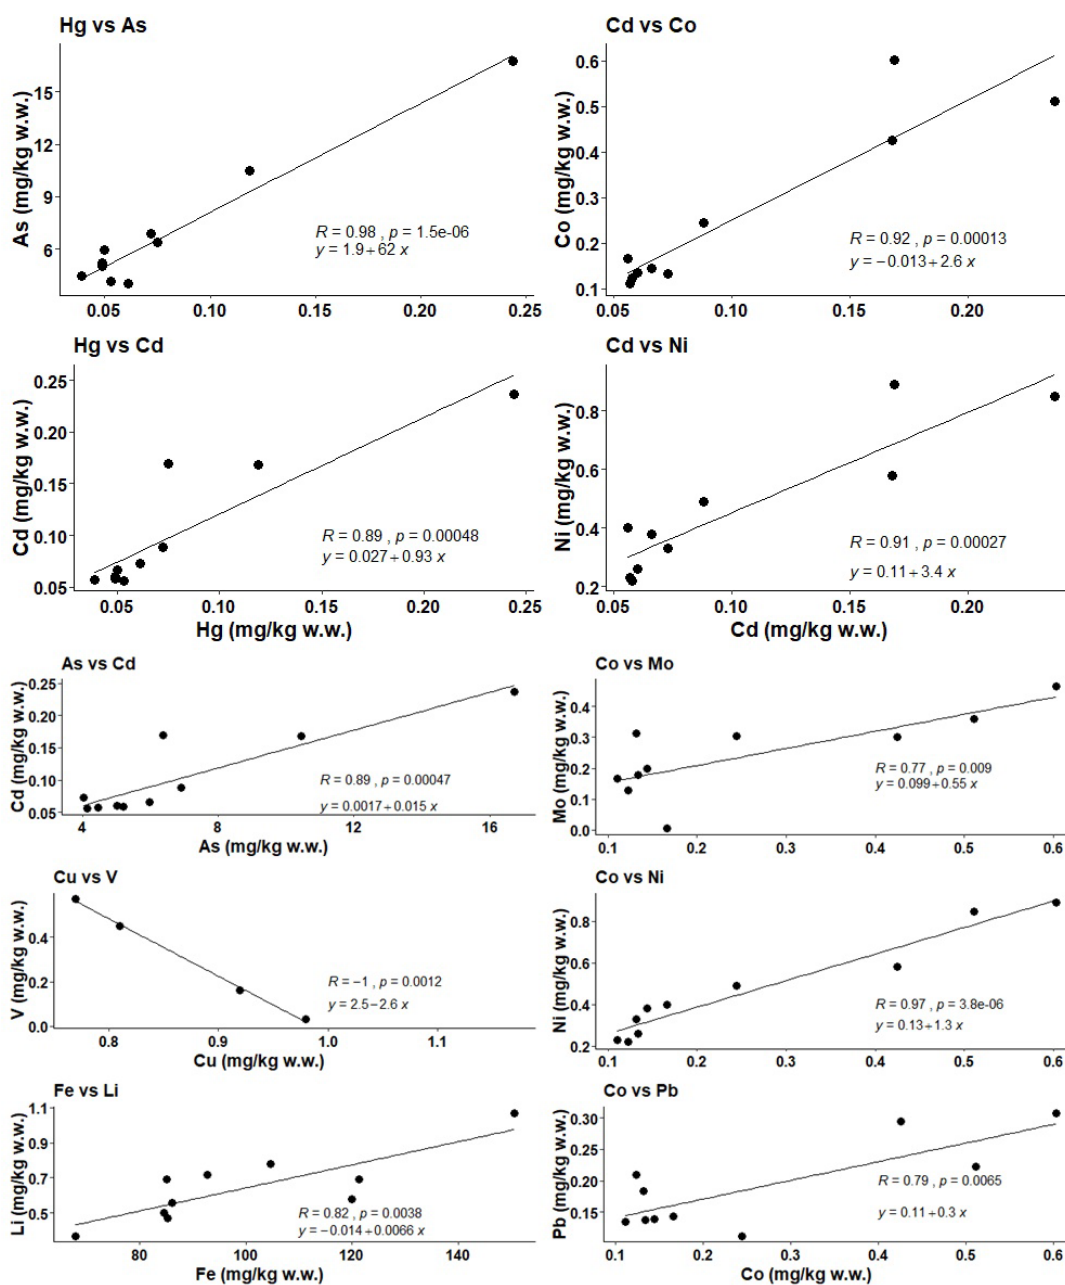 Hg vs As
As (mg/kg w.w.)
15
12
9
6
R = 0.98 , p = 1.5e-06
y = 1.9+62 x
0.05 0.10 0.15 0.20 0.25
Cd vs Co
Co (mg/kg w.w.)
0.6
0.5
0.4
0.3
0.2
0.1
R = 0.92 , p = 0.00013
y = −0.013+2.6 x
0.05 0.10 0.15 0.20
Hg vs Cd
Cd (mg/kg w.w.)
0.25
0.20
0.15
0.10
0.05
R = 0.89 , p = 0.00048
y = 0.027+0.93 x
0.05 0.10 0.15 0.20 0.25
Hg (mg/kg w.w.)
Cd vs Ni
Ni (mg/kg w.w.)
0.8
0.6
0.4
0.2
R = 0.91 , p = 0.00027
y = 0.11+3.4 x
0.05 0.10 0.15 0.20
Cd (mg/kg w.w.)
As vs Cd
Cd (mg/kg w.w.)
0.25
0.20
0.15
0.10
0.05
R = 0.89 , p = 0.00047
y = 0.0017+0.015 x
4 8 12 16
As (mg/kg w.w.)
Co vs Mo
Mo (mg/kg w.w.)
0.4
0.3
0.2
0.1
0.0
R = 0.77 , p = 0.009
y = 0.099+0.55 x
0.1 0.2 0.3 0.4 0.5 0.6
Cu vs V
V (mg/kg w.w.)
0.4
0.2
0.0
R = −1 , p = 0.0012
y = 2.5−2.6 x
0.8 0.9 1.0 1.1
Cu (mg/kg w.w.)
Co vs Ni
Ni (mg/kg w.w.)
0.8
0.6
0.4
0.2
R = 0.97 , p = 3.8e-06
y = 0.13+1.3 x
0.1 0.2 0.3 0.4 0.5 0.6
Fe vs Li
Li (mg/kg w.w.)
1.1
0.9
0.7
0.5
R = 0.82 , p = 0.0038
y = −0.014+0.0066 x
80 100 120 140
Fe (mg/kg w.w.)
Co vs Pb
Pb (mg/kg w.w.)
0.30
0.25
0.20
0.15
R = 0.79 , p = 0.0065
y = 0.11+0.3 x
0.1 0.2 0.3 0.4 0.5 0.6
Co (mg/kg w.w.)